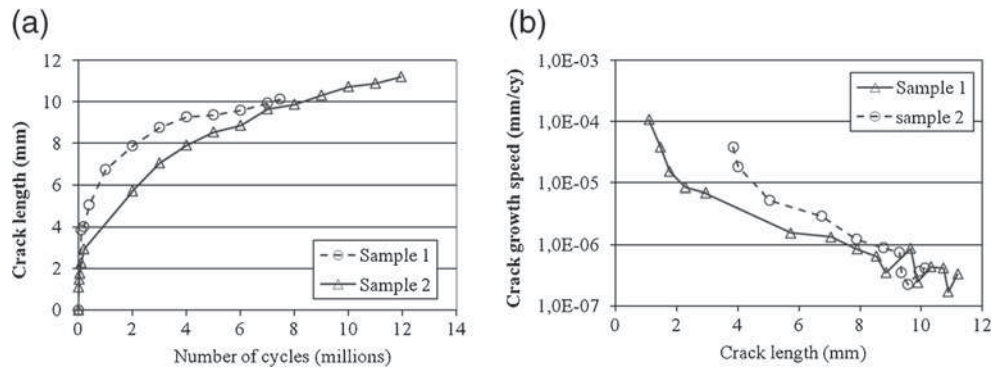 (a)
12
10
8
6
4
2
0
Crack length (mm)
Sample 1
Sample 2
0 2 4 6 8 10 12 14
Number of cycles (millions)
(b)
1,0E-03
1,0E-04
1,0E-05
1,0E-06
1,0E-07
Crack growth speed (mm/cy)
Sample 1
sample 2
0 2 4 6 8 10 12
Crack length (mm)